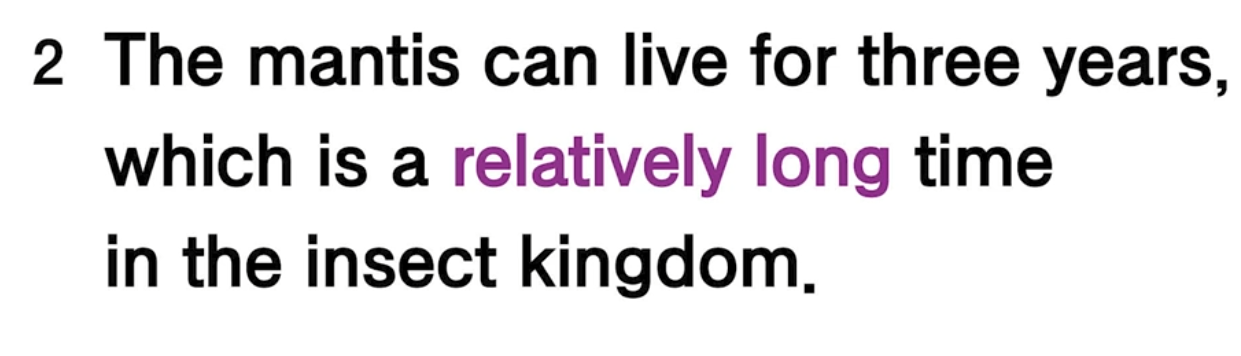 2 The mantis can live for three years,
which is a relatively long time
in the insect kingdom.